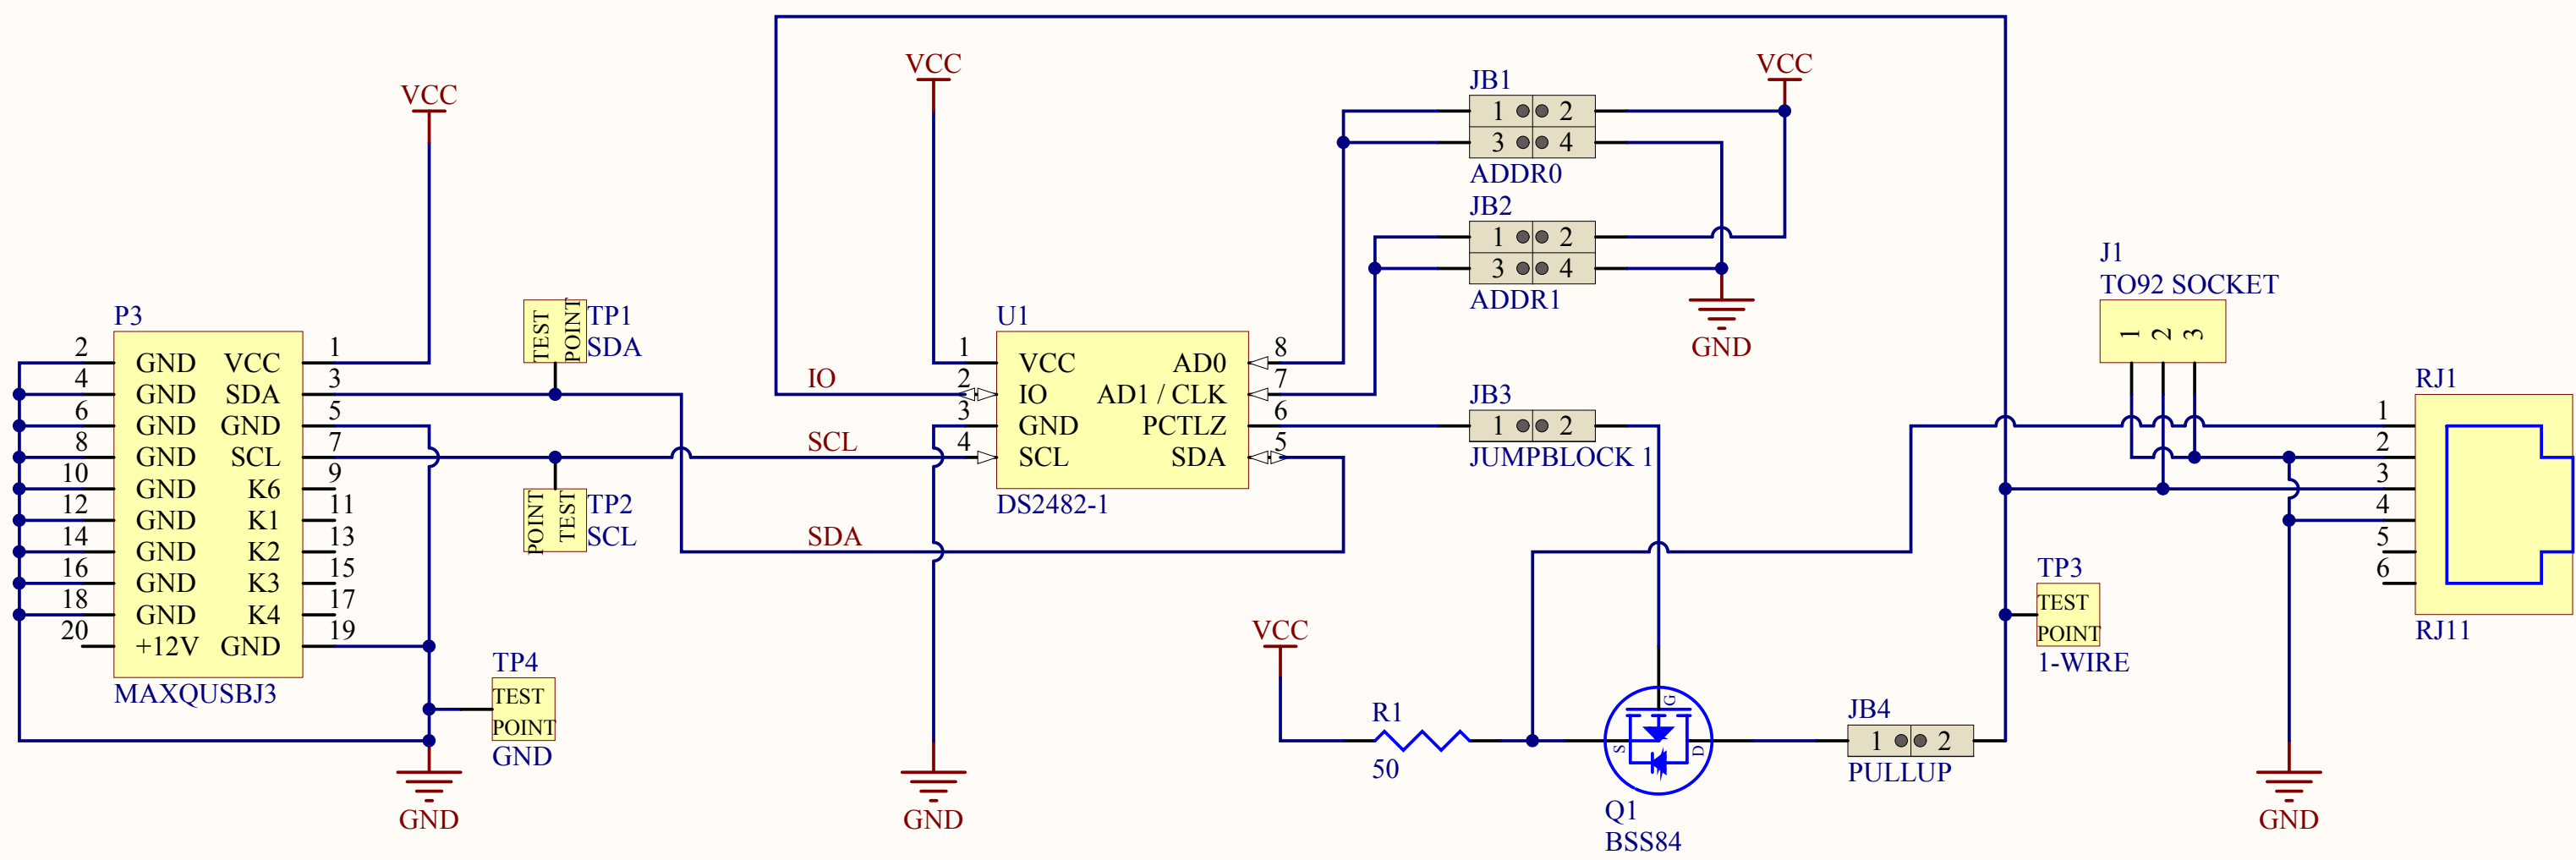 VCC
P3
2 GND VCC 1
4 GND SDA 3
6 GND GND 5
8 GND SCL 7
10 GND K6 9
12 GND K1 11
14 GND K2 13
16 GND K3 15
18 GND K4 17
20 +12V GND 19
MAXQUSBJ3
TEST
POINT
TP1
SDA
POINT
TEST
TP2
SCL
TEST
POINT
TP4
GND
GND
VCC
IO
SCL
SDA
U1
1 VCC AD0 8
2 IO AD1 / CLK 7
3 GND PCTLZ 6
4 SCL SDA 5
DS2482-1
GND
JB1
1 2
3 4
ADDR0
JB2
1 2
3 4
ADDR1
VCC
GND
JB3
1 2
JUMPBLOCK 1
VCC
R1
50
G
S
D
Q1
BSS84
JB4
1 2
PULLUP
TP3
TEST
POINT
1-WIRE
J1
TO92 SOCKET
1
2
3
RJ1
1
2
3
4
5
6
RJ11
GND